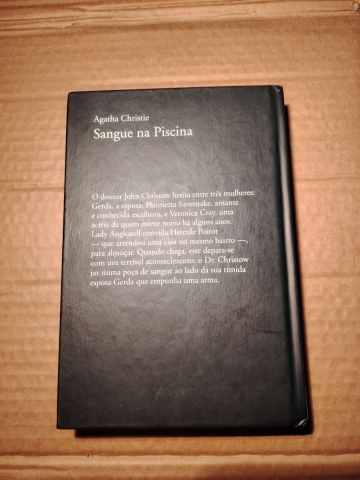 Agatha Christie
Sangue na Piscina
O doutor John Christow hesita entre três mulheres:
Gerda, a esposa; Henrietta Savernake, amante
e conhecida escultora, e Veronica Cray, uma
actriz de quem esteve noivo há alguns anos.
Lady Angkatell convida Hercule Poirot
— que arrendou uma casa no mesmo bairro —,
para almoçar. Quando chega, este depara-se
com um terrível acontecimento: o Dr. Christow
jaz numa poça de sangue ao lado da sua tímida
esposa Gerda que empunha uma arma.